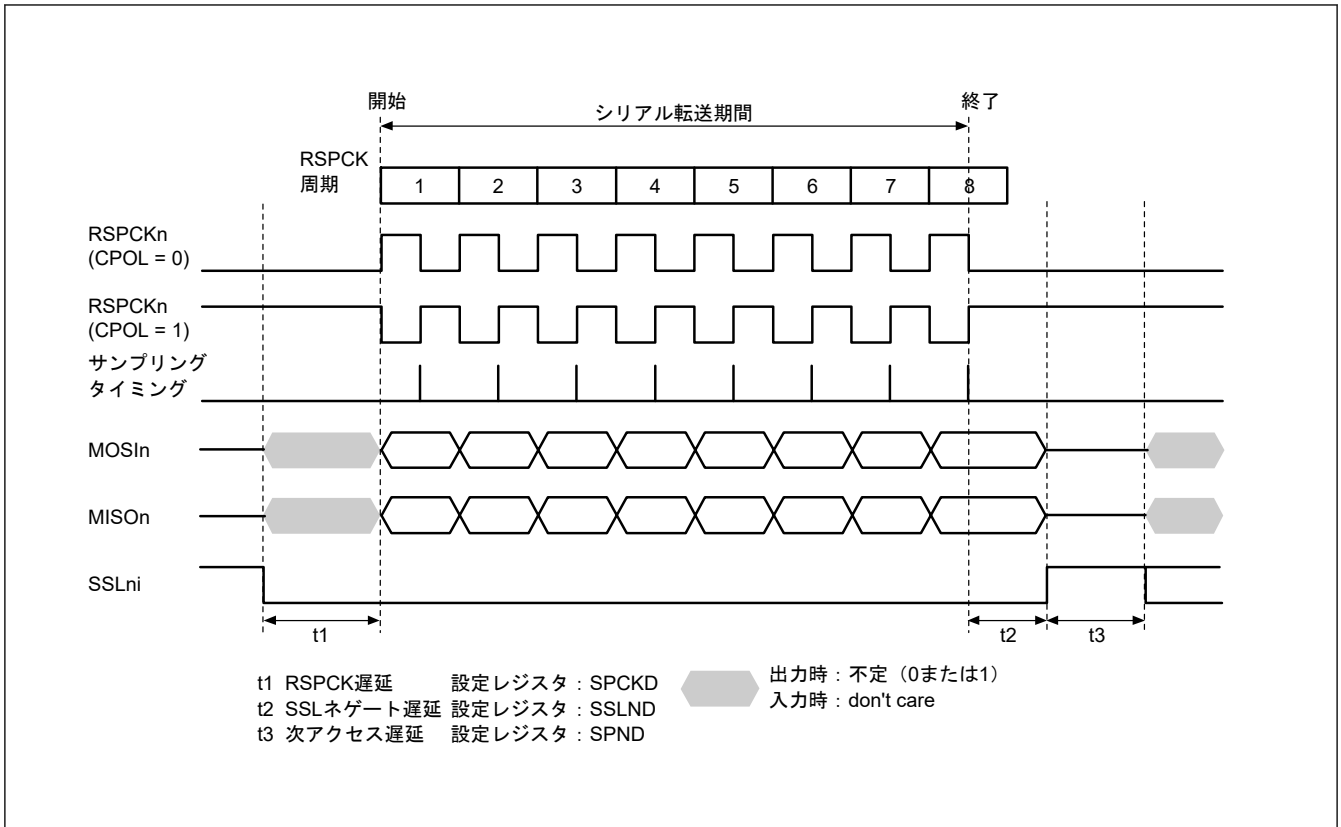 開始
終了
シリアル転送期間
RSPCK
周期
1 2 3 4 5 6 7 8
RSPCKn
(CPOL = 0)
RSPCKn
(CPOL = 1)
サンプリング
タイミング
MOSIn
MISOn
SSLni
t1 t2 t3
t1 RSPCK遅延 設定レジスタ：SPCKD
t2 SSLネゲート遅延 設定レジスタ：SSLND
t3 次アクセス遅延 設定レジスタ：SPND
出力時：不定（0または1）
入力時：don't care